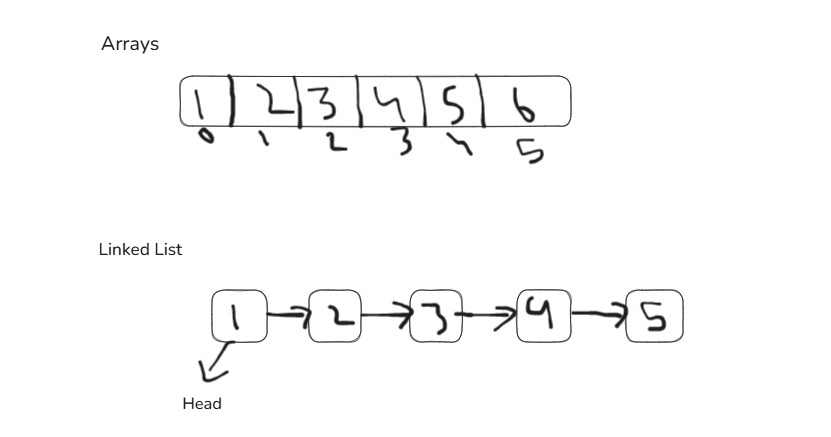 Arrays
1 2 3 4 5 6
0 1 2 3 4 5
Linked List
1 2 3 4 5
Head